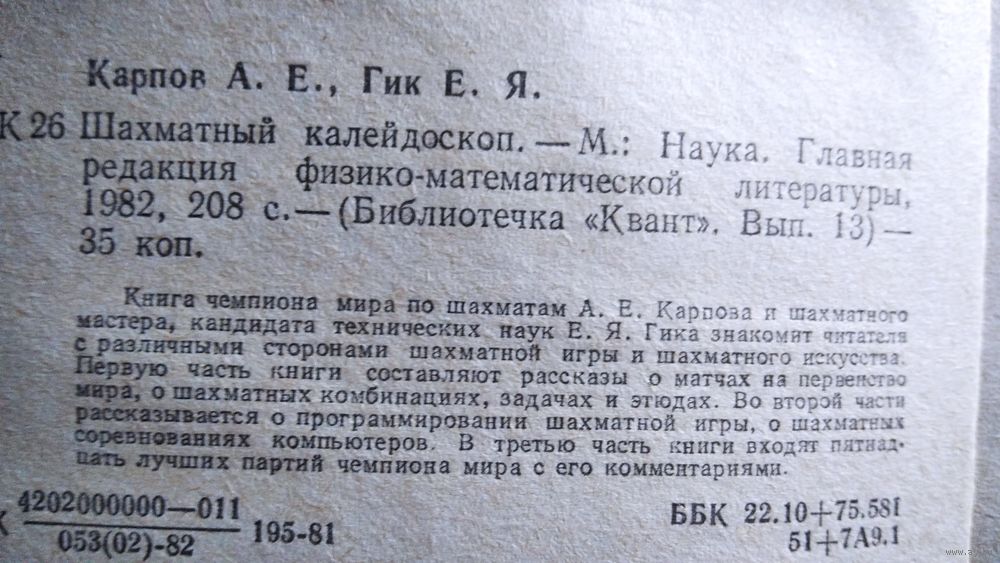 Карпов А. Е., Гик Е. Я.
К 26 Шахматный калейдоскоп. — М.: Наука. Главная
редакция физико-математической литературы,
1982, 208 с. — (Библиотечка «Квант». Вып. 13) —
35 коп.
Книга чемпиона мира по шахматам А. Е. Карпова и шахматного
мастера, кандидата технических наук Е. Я. Гика знакомит читателя
с различными сторонами шахматной игры и шахматного искусства.
Первую часть книги составляют рассказы о матчах на первенство
мира, о шахматных комбинациях, задачах и этюдах. Во второй части
рассказывается о программировании шахматной игры, о шахматных
соревнованиях компьютеров. В третью часть книги входят пятнад-
цать лучших партий чемпиона мира с его комментариями.
К 4202000000—011
053(02)-82 195-81
ББК 22.10+75.581
51+7А9.1